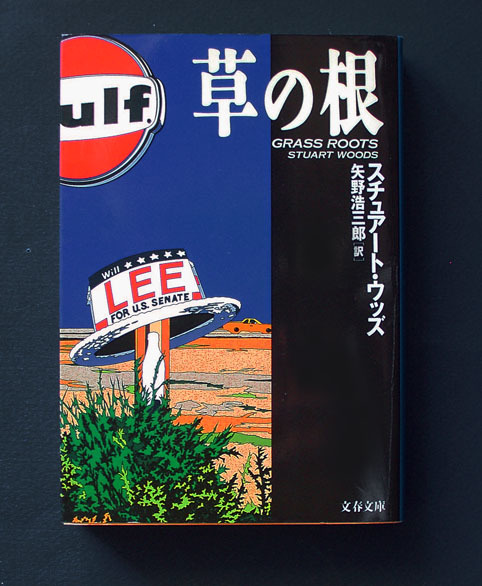 ulf
草の根
GRASS ROOTS
STUART WOODS
スチュアート・ウッズ
矢野浩三郎[訳]
Will
LEE
FOR U.S. SENATE
文春文庫